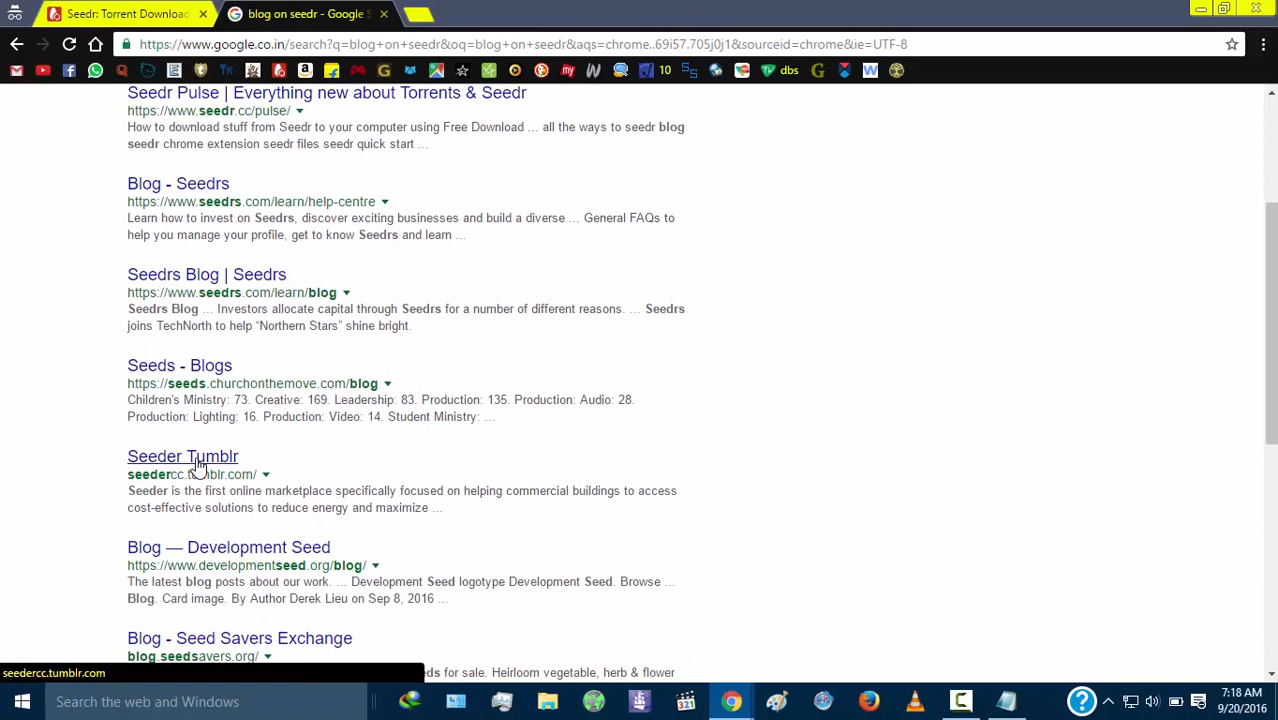 Seedr: Torrent Download
blog on seedr - Google S
https://www.google.co.in/search?q=blog+on+seedr&oq=blog+on+seedr&aqs=chrome..69i57.705j0j1&sourceid=chrome&ie=UTF-8
10
dbs
Seedr Pulse | Everything new about Torrents & Seedr
https://www.seedr.cc/pulse/
How to download stuff from Seedr to your computer using Free Download ... all the ways to seedr blog
seedr chrome extension seedr files seedr quick start ...
Blog - Seedrs
https://www.seedrs.com/learn/help-centre
Learn how to invest on Seedrs, discover exciting businesses and build a diverse ... General FAQs to
help you manage your profile, get to know Seedrs and learn ...
Seedrs Blog | Seedrs
https://www.seedrs.com/learn/blog
Seedrs Blog ... Investors allocate capital through Seedrs for a number of different reasons. ... Seedrs
joins TechNorth to help “Northern Stars” shine bright.
Seeds - Blogs
https://seeds.churchonthemove.com/blog
Children’s Ministry: 73. Creative: 169. Leadership: 83. Production: 135. Production: Audio: 28.
Production: Lighting: 16. Production: Video: 14. Student Ministry: ...
Seeder Tumblr
seedercc.tumblr.com/
Seeder is the first online marketplace specifically focused on helping commercial buildings to access
cost-effective solutions to reduce energy and maximize ...
Blog — Development Seed
https://www.developmentseed.org/blog/
The latest blog posts about our work. ... Development Seed logotype Development Seed. Browse ...
Blog. Card image. By Author Derek Lieu on Sep 8, 2016 ...
Blog - Seed Savers Exchange
blog.seedsavers.org/
for sale. Heirloom vegetable, herb & flower
seedercc.tumblr.com
Search the web and Windows
321
7:18 AM
9/20/2016